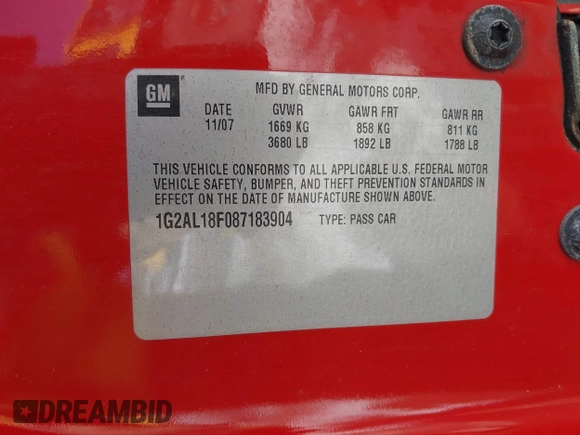 GM
MFD BY GENERAL MOTORS CORP.
DATE GVWR GAWR FRT GAWR RR
11/07 1669 KG 858 KG 811 KG
3680 LB 1892 LB 1788 LB
THIS VEHICLE CONFORMS TO ALL APPLICABLE U.S. FEDERAL MOTOR
VEHICLE SAFETY, BUMPER, AND THEFT PREVENTION STANDARDS IN
EFFECT ON THE DATE OF MANUFACTURE SHOWN ABOVE.
1G2AL18F087183904 TYPE: PASS CAR
DREAMBID